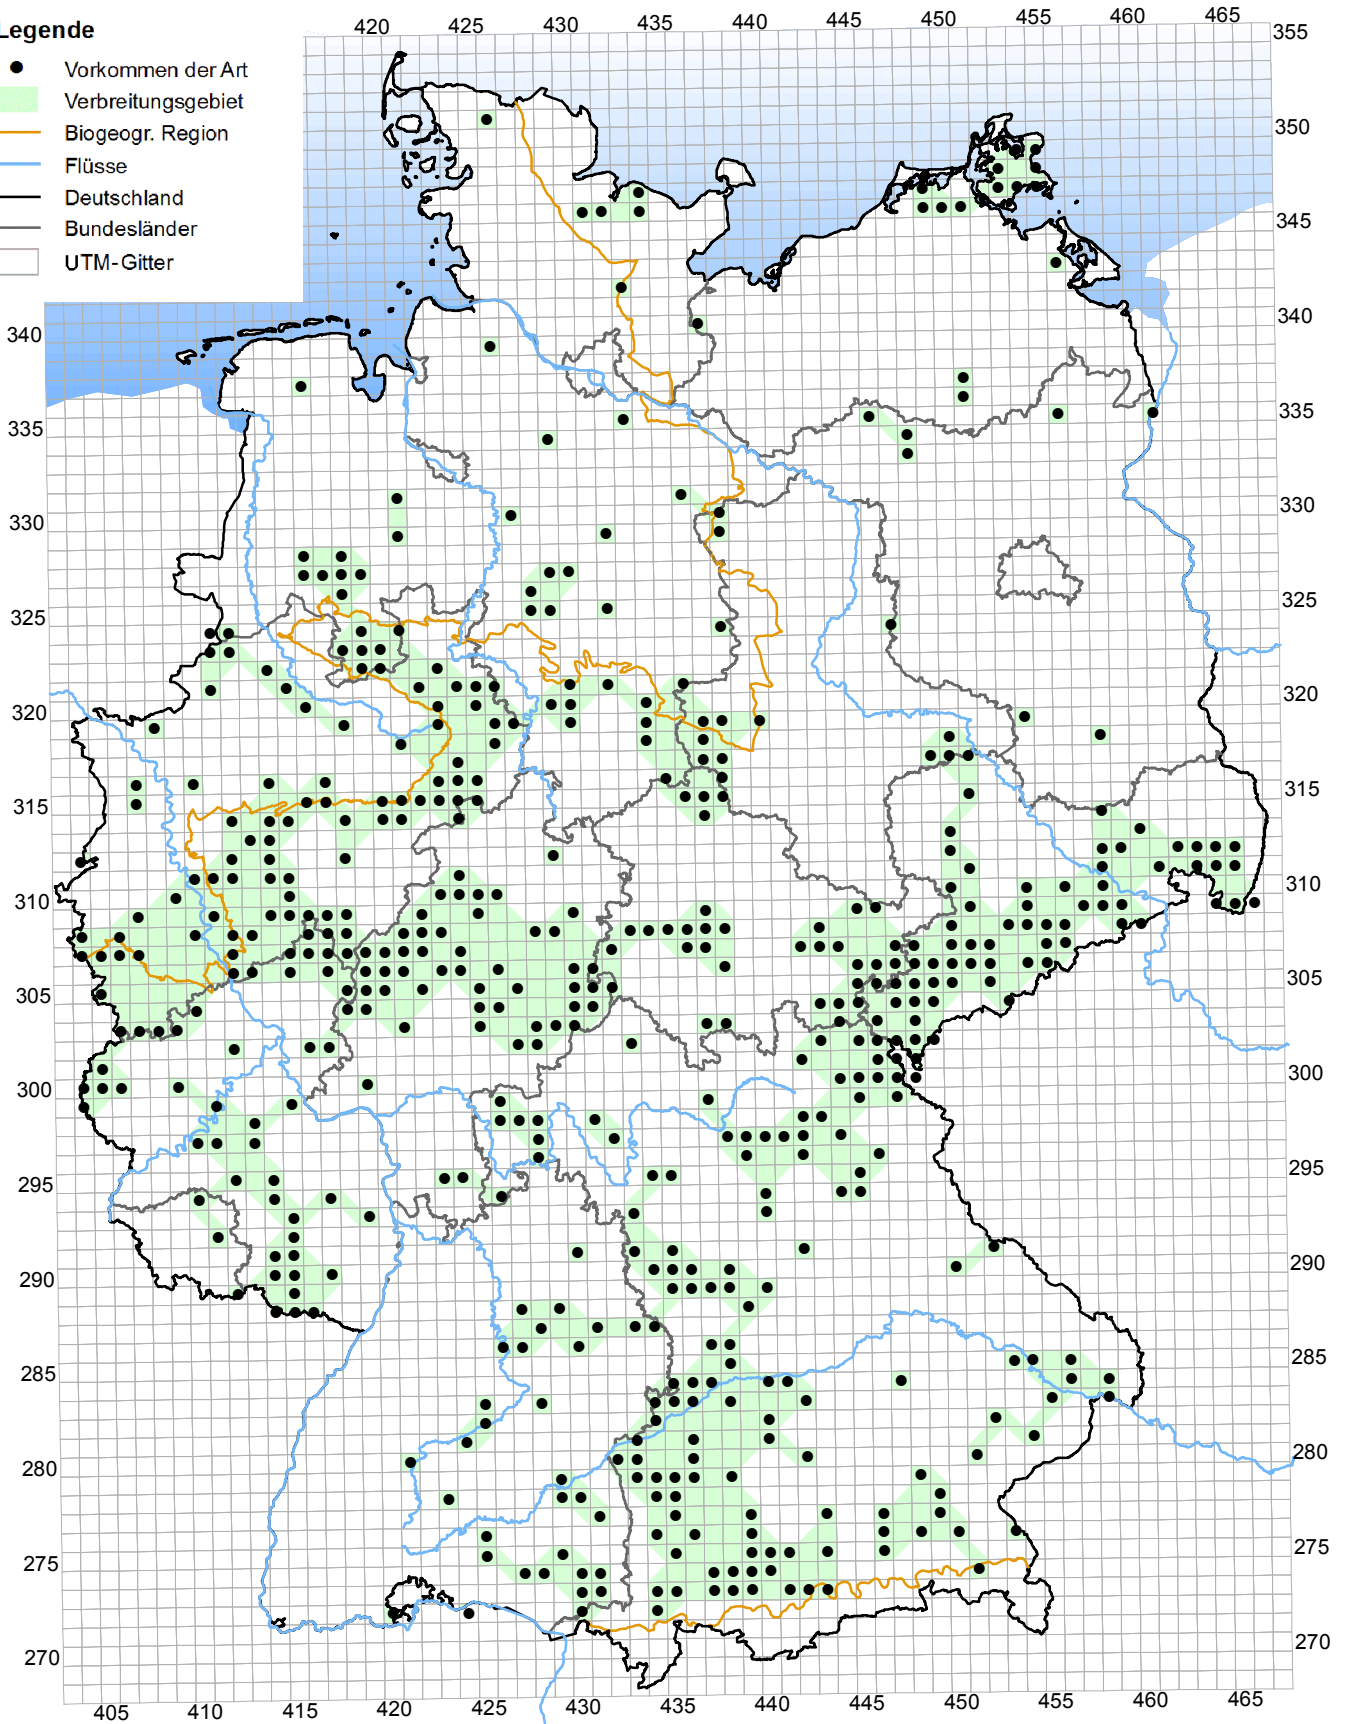 Legende
Vorkommen der Art
Verbreitungsgebiet
Biogeogr. Region
Flüsse
Deutschland
Bundesländer
UTM-Gitter
420 425 430 435 440 445 450 455 460 465
355
350
345
340 340
335 335
330 330
325 325
320 320
315 315
310 310
305 305
300 300
295 295
290 290
285 285
280 280
275 275
270 270
405 410 415 420 425 430 435 440 445 450 455 460 465